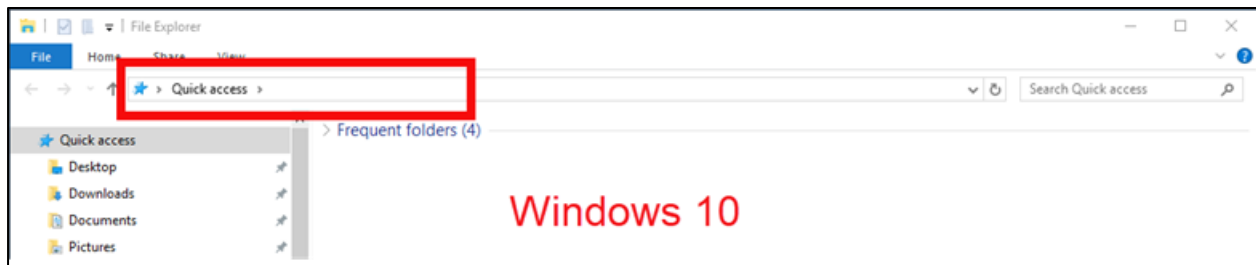 File Explorer
File Home Share View
Quick access
Search Quick access
Frequent folders (4)
Quick access
Desktop
Downloads
Documents
Pictures
Windows 10